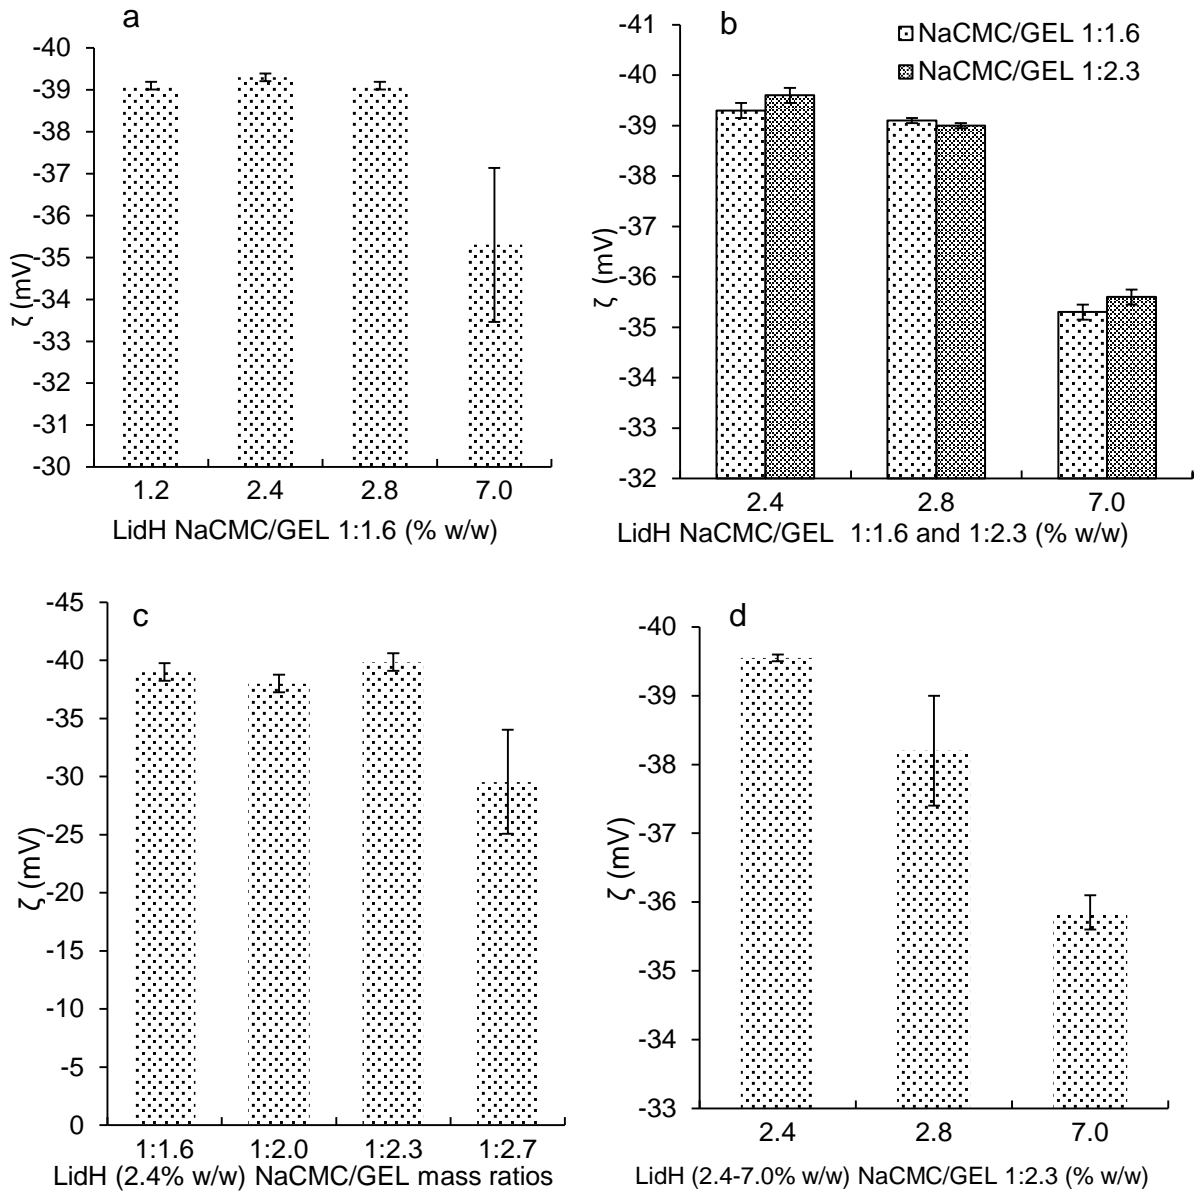 a
-40
-39
-38
-37
-36
-35
-34
-33
-32
-31
-30
ζ (mV)
1.2 2.4 2.8 7.0
LidH NaCMC/GEL 1:1.6 (% w/w)
b
NaCMC/GEL 1:1.6
NaCMC/GEL 1:2.3
-41
-40
-39
-38
-37
-36
-35
-34
-33
-32
ζ (mV)
2.4 2.8 7.0
LidH NaCMC/GEL 1:1.6 and 1:2.3 (% w/w)
c
-45
-40
-35
-30
-25
-20
-15
-10
-5
0
ζ (mV)
1:1.6 1:2.0 1:2.3 1:2.7
LidH (2.4% w/w) NaCMC/GEL mass ratios
d
-40
-39
-38
-37
-36
-35
-34
-33
ζ (mV)
2.4 2.8 7.0
LidH (2.4-7.0% w/w) NaCMC/GEL 1:2.3 (% w/w)